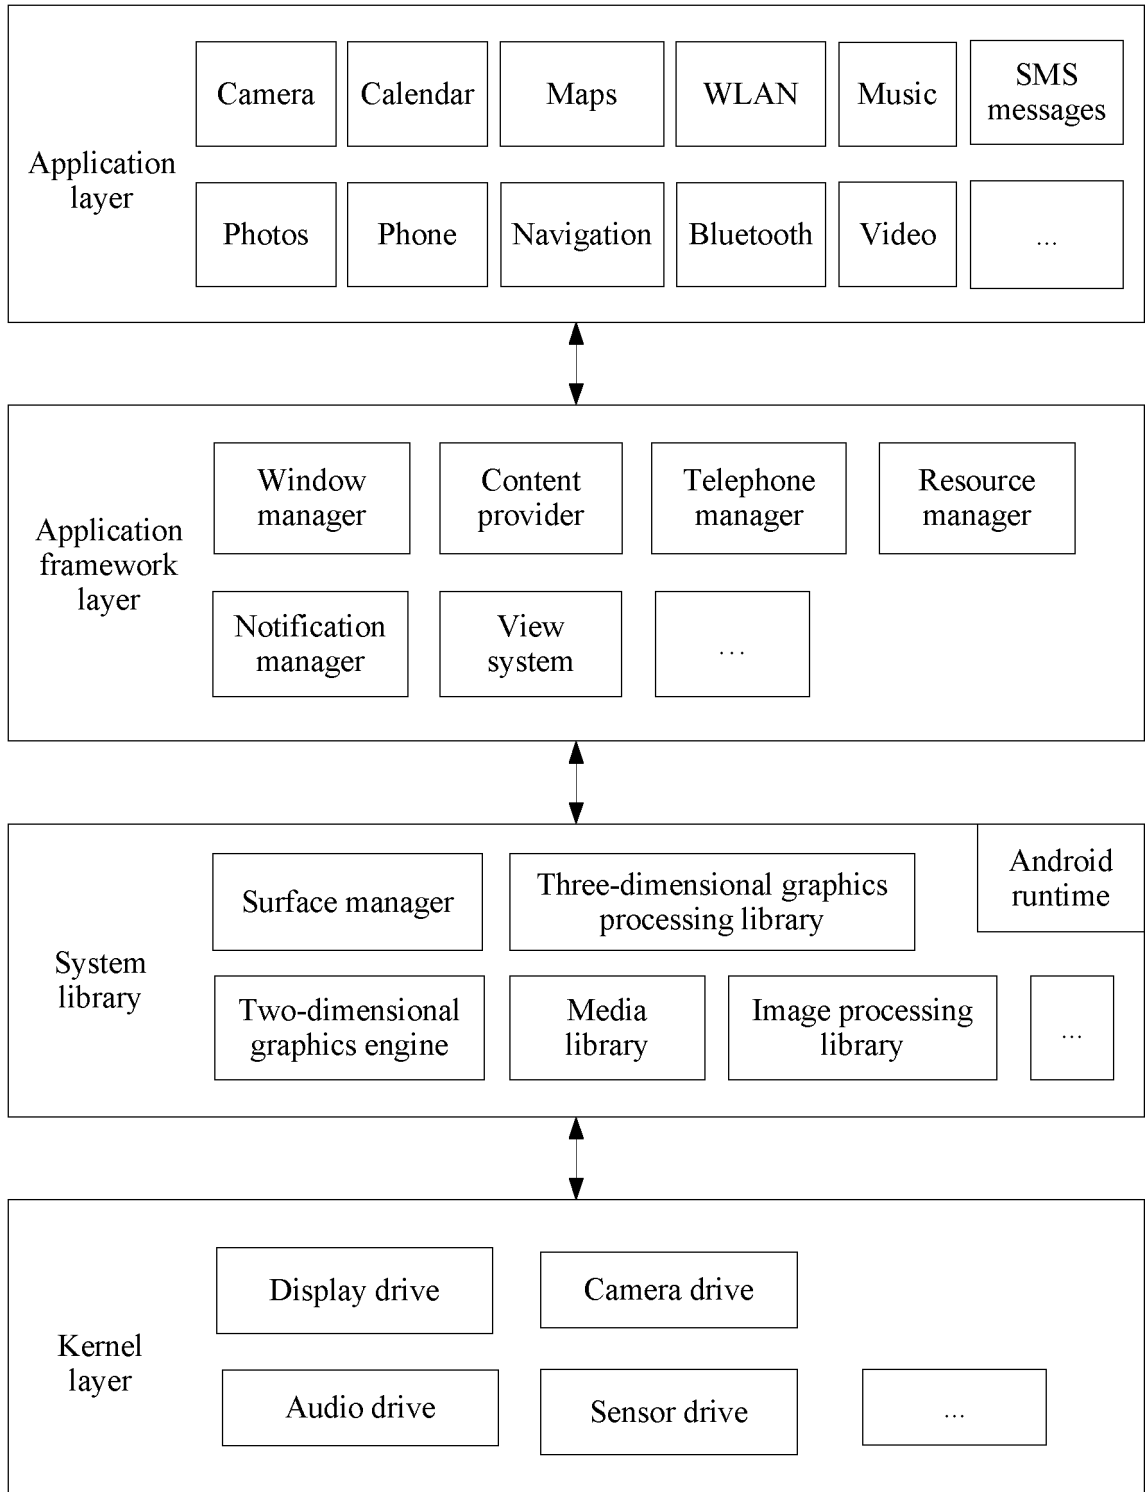 Application
layer
Camera
Calendar
Maps
WLAN
Music
SMS
messages
Photos
Phone
Navigation
Bluetooth
Video
...
Application
framework
layer
Window
manager
Content
provider
Telephone
manager
Resource
manager
Notification
manager
View
system
...
System
library
Surface manager
Three-dimensional graphics
processing library
Android
runtime
Two-dimensional
graphics engine
Media
library
Image processing
library
...
Kernel
layer
Display drive
Camera drive
Audio drive
Sensor drive
...